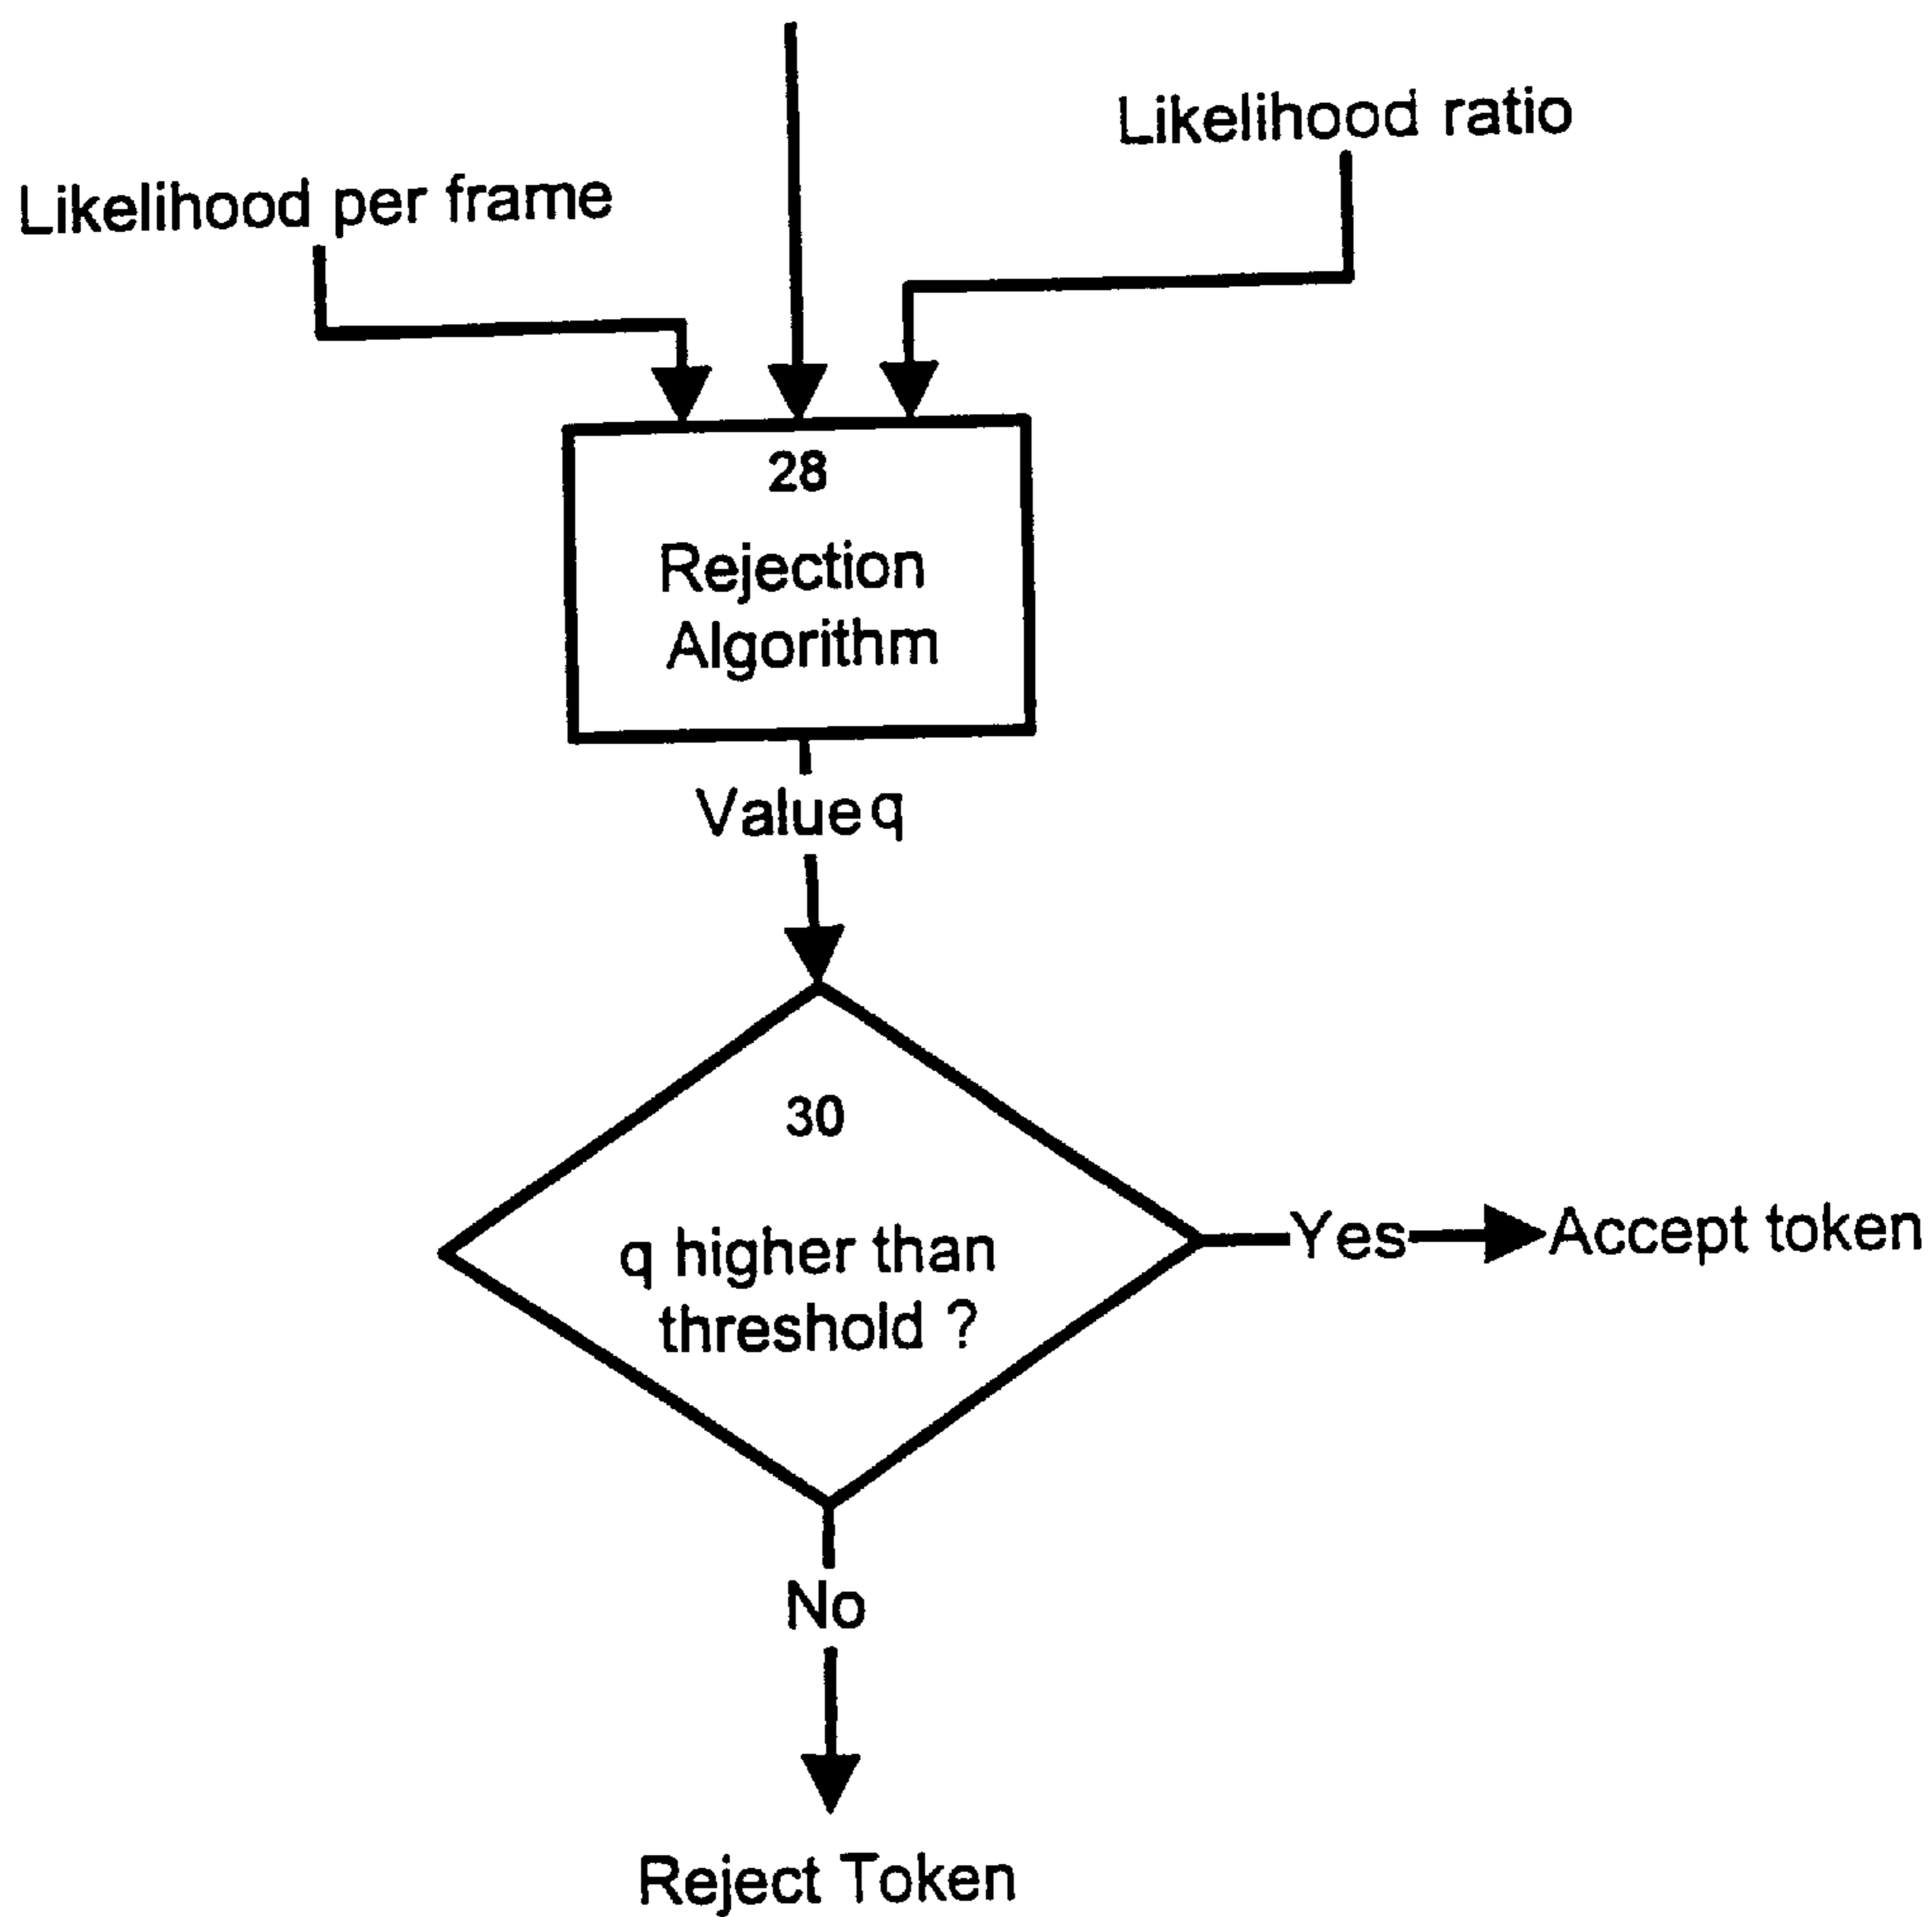 Likelihood ratio
Likelihood per frame
28
Rejection
Algorithm
Value q
30
q higher than
threshold ?
Yes
Accept token
No
Reject Token